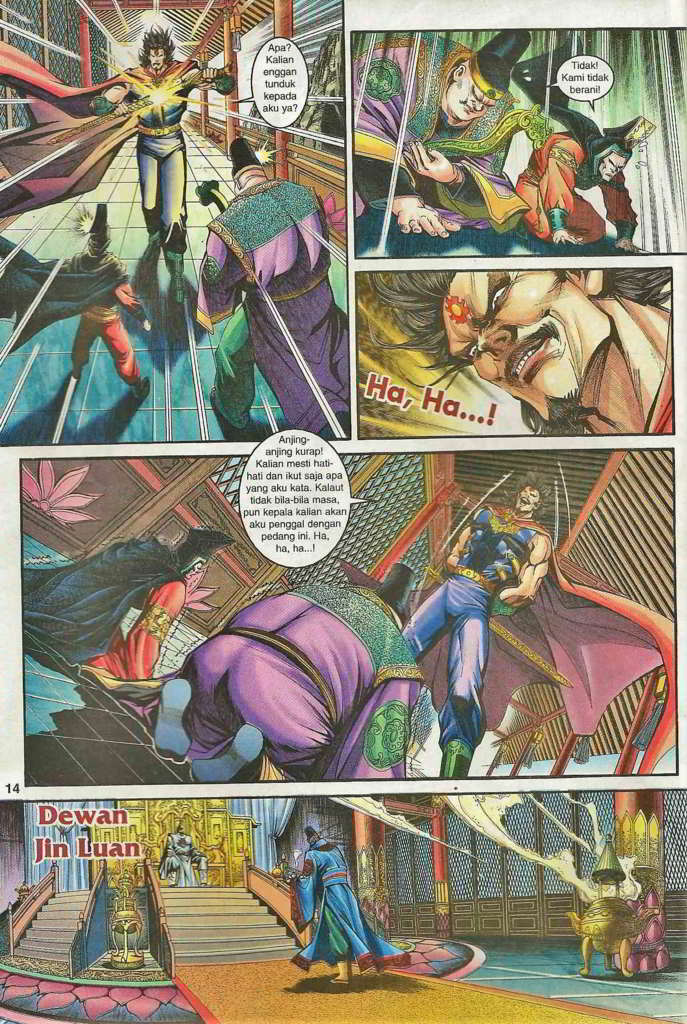 Apa?
Kalian
enggan
tunduk
kepada
aku ya?
Tidak!
Kami tidak
berani!
Ha, Ha...!
Anjing-
anjing kurap!
Kalian mesti hati-
hati dan ikut saja apa
yang aku kata. Kalaut
tidak bila-bila masa,
pun kepala kalian akan
aku penggal dengan
pedang ini. Ha,
ha, ha...!
14
Dewan
Jin Luan